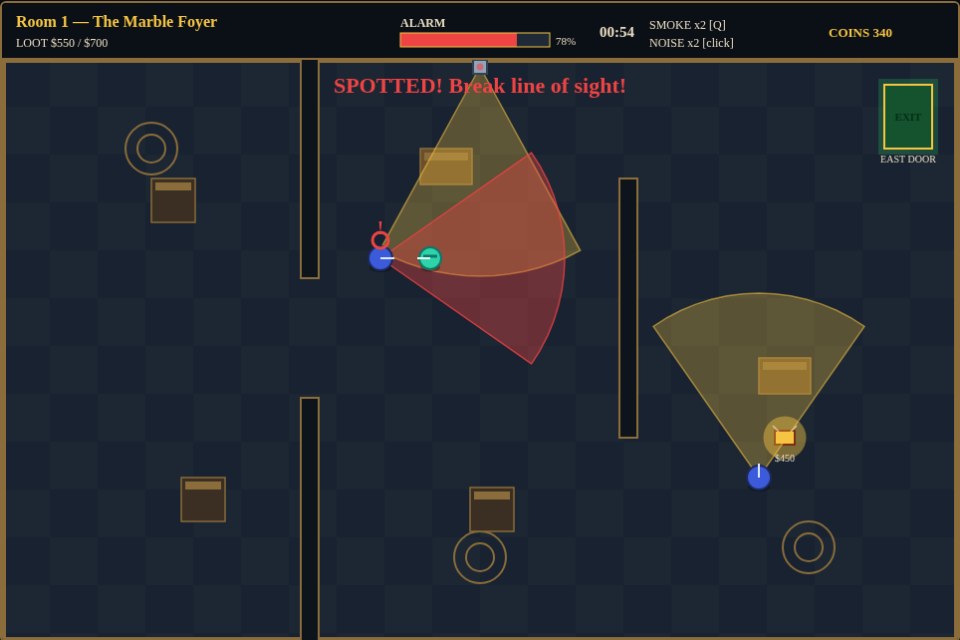 Room 1 — The Marble Foyer
LOOT $550 / $700
ALARM
78%
00:54
SMOKE x2 [Q]
NOISE x2 [click]
COINS 340
SPOTTED! Break line of sight!
EXIT
EAST DOOR
!
$450